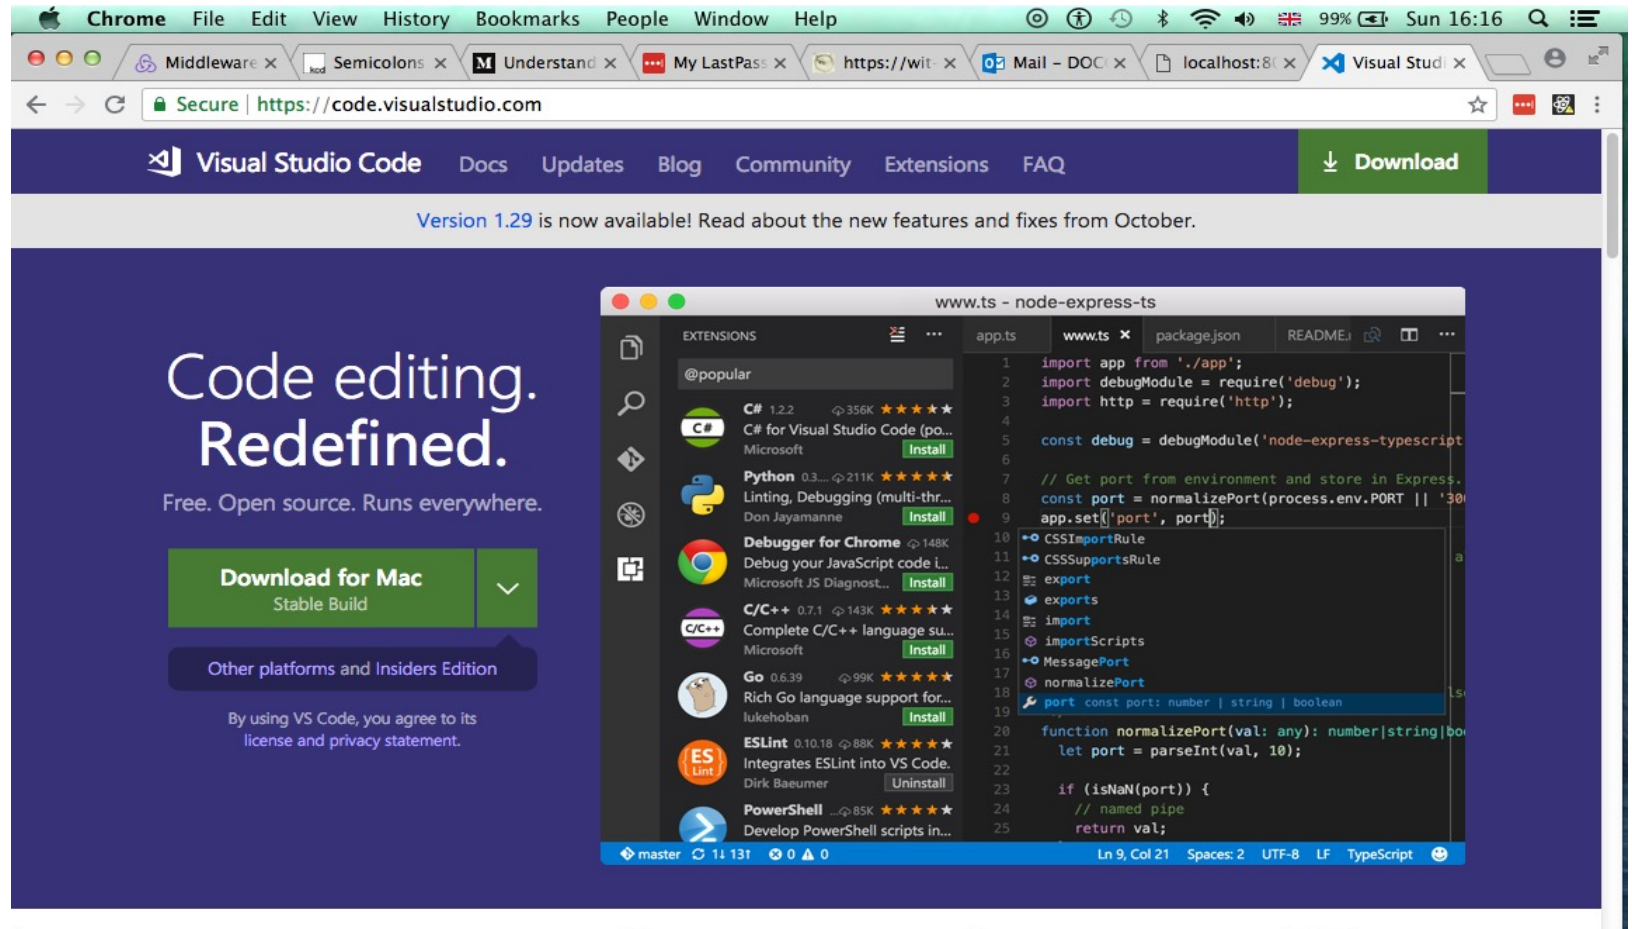 Chrome File Edit View History Bookmarks People Window Help 99% Sun 16:16
Middleware Semicolons Understand My LastPass https://wit- Mail – DOC localhost:8 Visual Studi
Secure https://code.visualstudio.com
Visual Studio Code Docs Updates Blog Community Extensions FAQ Download
Version 1.29 is now available! Read about the new features and fixes from October.
Code editing.
Redefined.
Free. Open source. Runs everywhere.
Download for Mac
Stable Build
Other platforms and Insiders Edition
By using VS Code, you agree to its
license and privacy statement.
www.ts - node-express-ts
EXTENSIONS
@popular
C# 1.2.2 356K
C# for Visual Studio Code (po...
Microsoft Install
Python 0.3.... 211K
Linting, Debugging (multi-thr...
Don Jayamanne Install
Debugger for Chrome 148K
Debug your JavaScript code i...
Microsoft JS Diagnost... Install
C/C++ 0.7.1 143K
Complete C/C++ language su...
Microsoft Install
Go 0.6.39 99K
Rich Go language support for...
lukehoban Install
ESLint 0.10.18 88K
Integrates ESLint into VS Code.
Dirk Baeumer Uninstall
PowerShell ... 85K
Develop PowerShell scripts in...
app.ts www.ts package.json README.
1 import app from './app';
2 import debugModule = require('debug');
3 import http = require('http');
4
5 const debug = debugModule('node-express-typescript
6
7 // Get port from environment and store in Express.
8 const port = normalizePort(process.env.PORT || '300
9 app.set('port', port);
10 CSSImportRule
11 CSSSupportsRule
12 export
13 exports
14 import
15 importScripts
16 MessagePort
17 normalizePort
18 port const port: number | string | boolean
19
20 function normalizePort(val: any): number|string|boo
21 let port = parseInt(val, 10);
22
23 if (isNaN(port)) {
24 // named pipe
25 return val;
master 1↓ 13↑ 0 0 Ln 9, Col 21 Spaces: 2 UTF-8 LF TypeScript